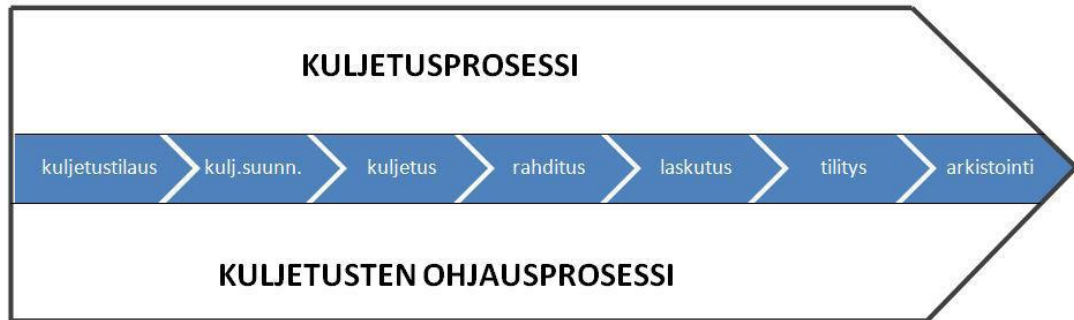 KULJETUSPROSESSI
kuljetustilaus kulj.suunn. kuljetus rahditus laskutus tilitys arkistointi
KULJETUSTEN OHJAUSPROSESSI